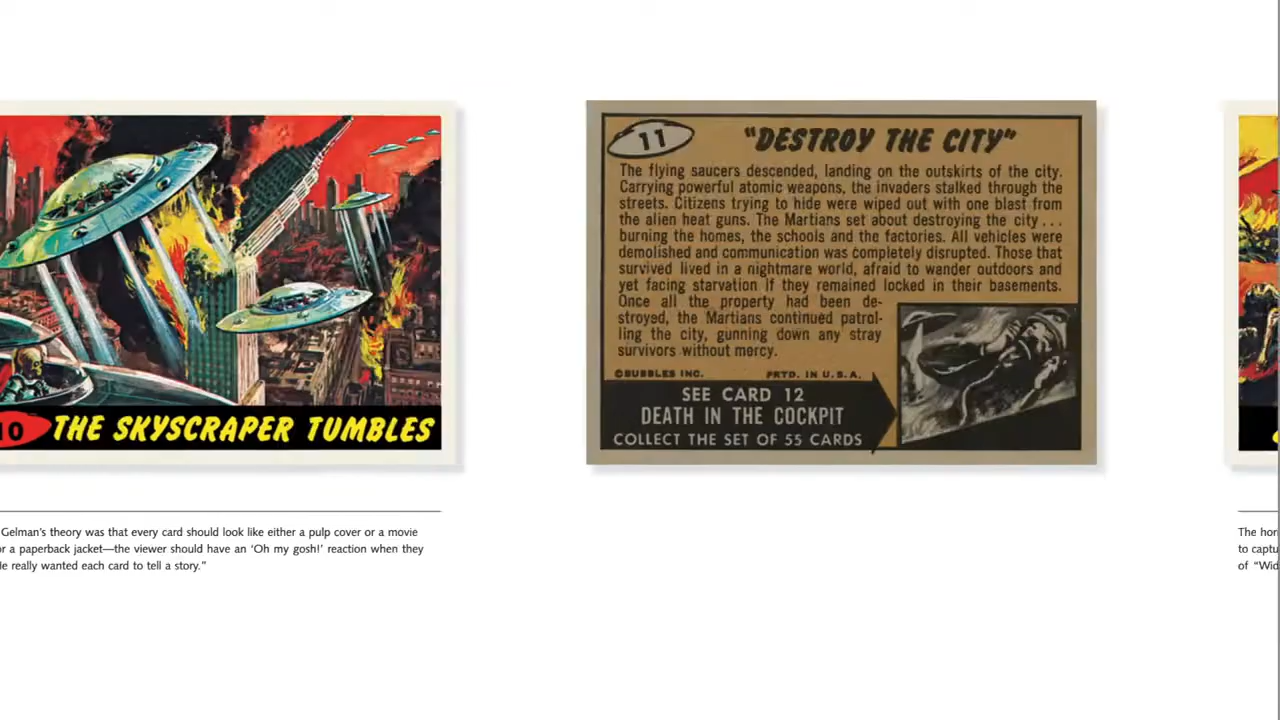 10 THE SKYSCRAPER TUMBLES
Gelman's theory was that every card should look like either a pulp cover or a movie
or a paperback jacket—the viewer should have an 'Oh my gosh!' reaction when they
He really wanted each card to tell a story."
11 "DESTROY THE CITY"
The flying saucers descended, landing on the outskirts of the city.
Carrying powerful atomic weapons, the invaders stalked through the
streets. Citizens trying to hide were wiped out with one blast from
the alien heat guns. The Martians set about destroying the city...
burning the homes, the schools and the factories. All vehicles were
demolished and communication was completely disrupted. Those that
survived lived in a nightmare world, afraid to wander outdoors and
yet facing starvation if they remained locked in their basements.
Once all the property had been de-
stroyed, the Martians continued patrol-
ling the city, gunning down any stray
survivors without mercy.
©BUBBLES INC. PRTD. IN U.S.A.
SEE CARD 12
DEATH IN THE COCKPIT
COLLECT THE SET OF 55 CARDS
The hor
to captu
of "Wid